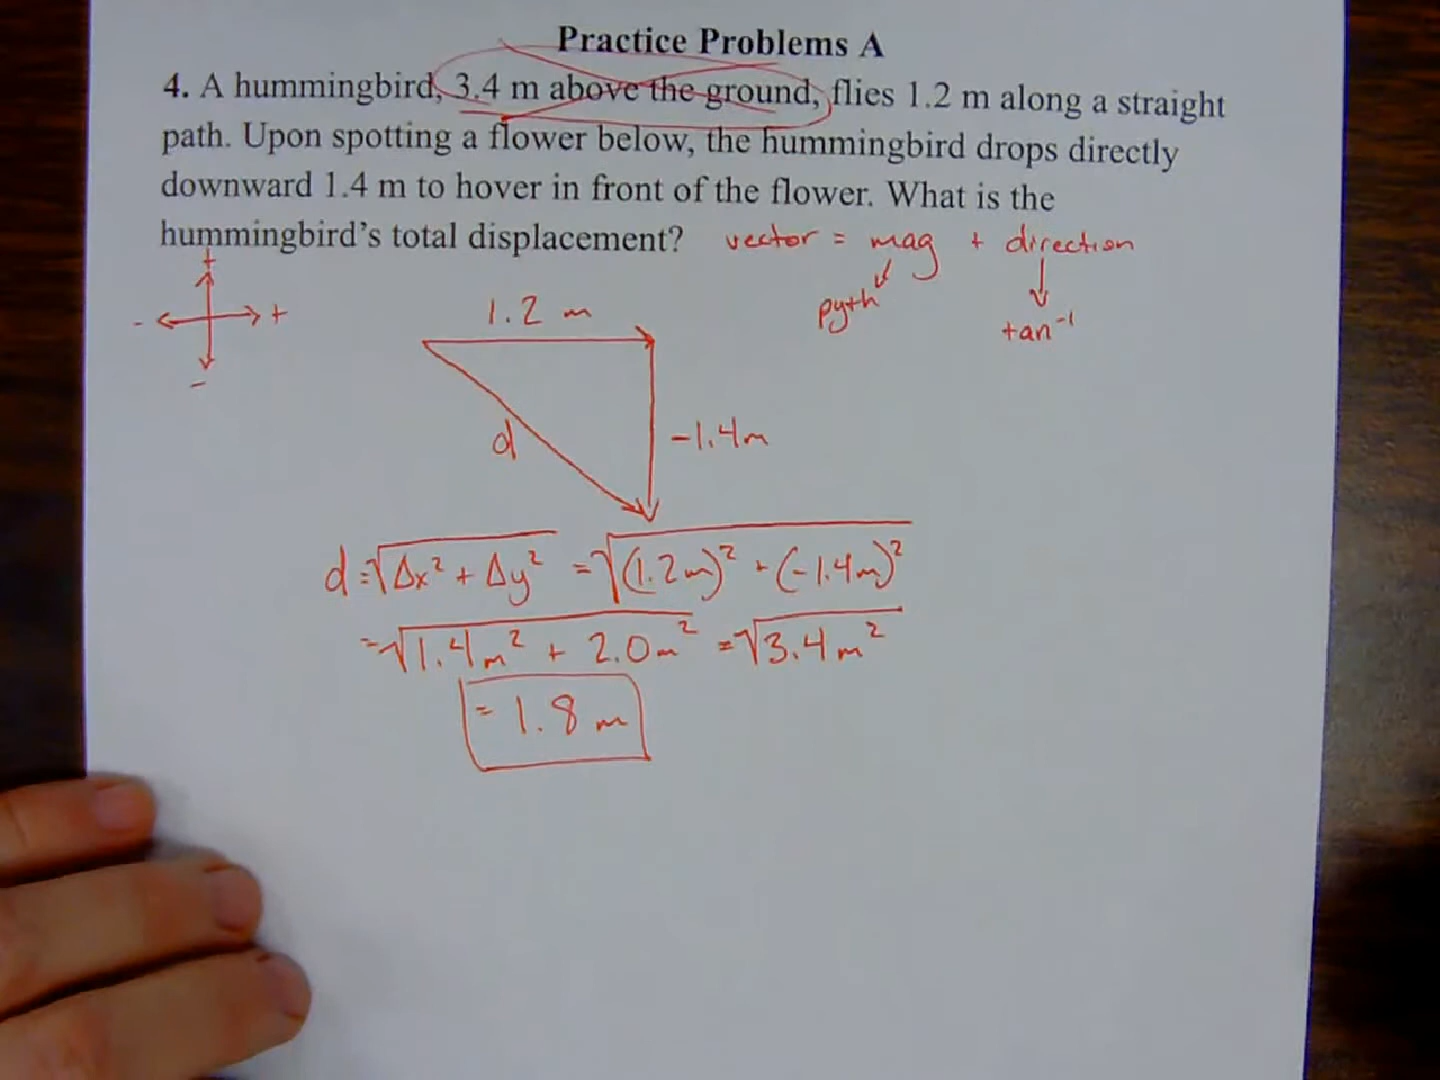 Practice Problems A
4. A hummingbird, 3.4 m above the ground, flies 1.2 m along a straight
path. Upon spotting a flower below, the hummingbird drops directly
downward 1.4 m to hover in front of the flower. What is the
hummingbird's total displacement? vector = mag + direction
pyth tan⁻¹
+
- +
-
1.2 m
d -1.4m
d = √Δx² + Δy² = √(1.2m)² + (-1.4m)²
= √1.4m² + 2.0m² = √3.4m²
= 1.8 m